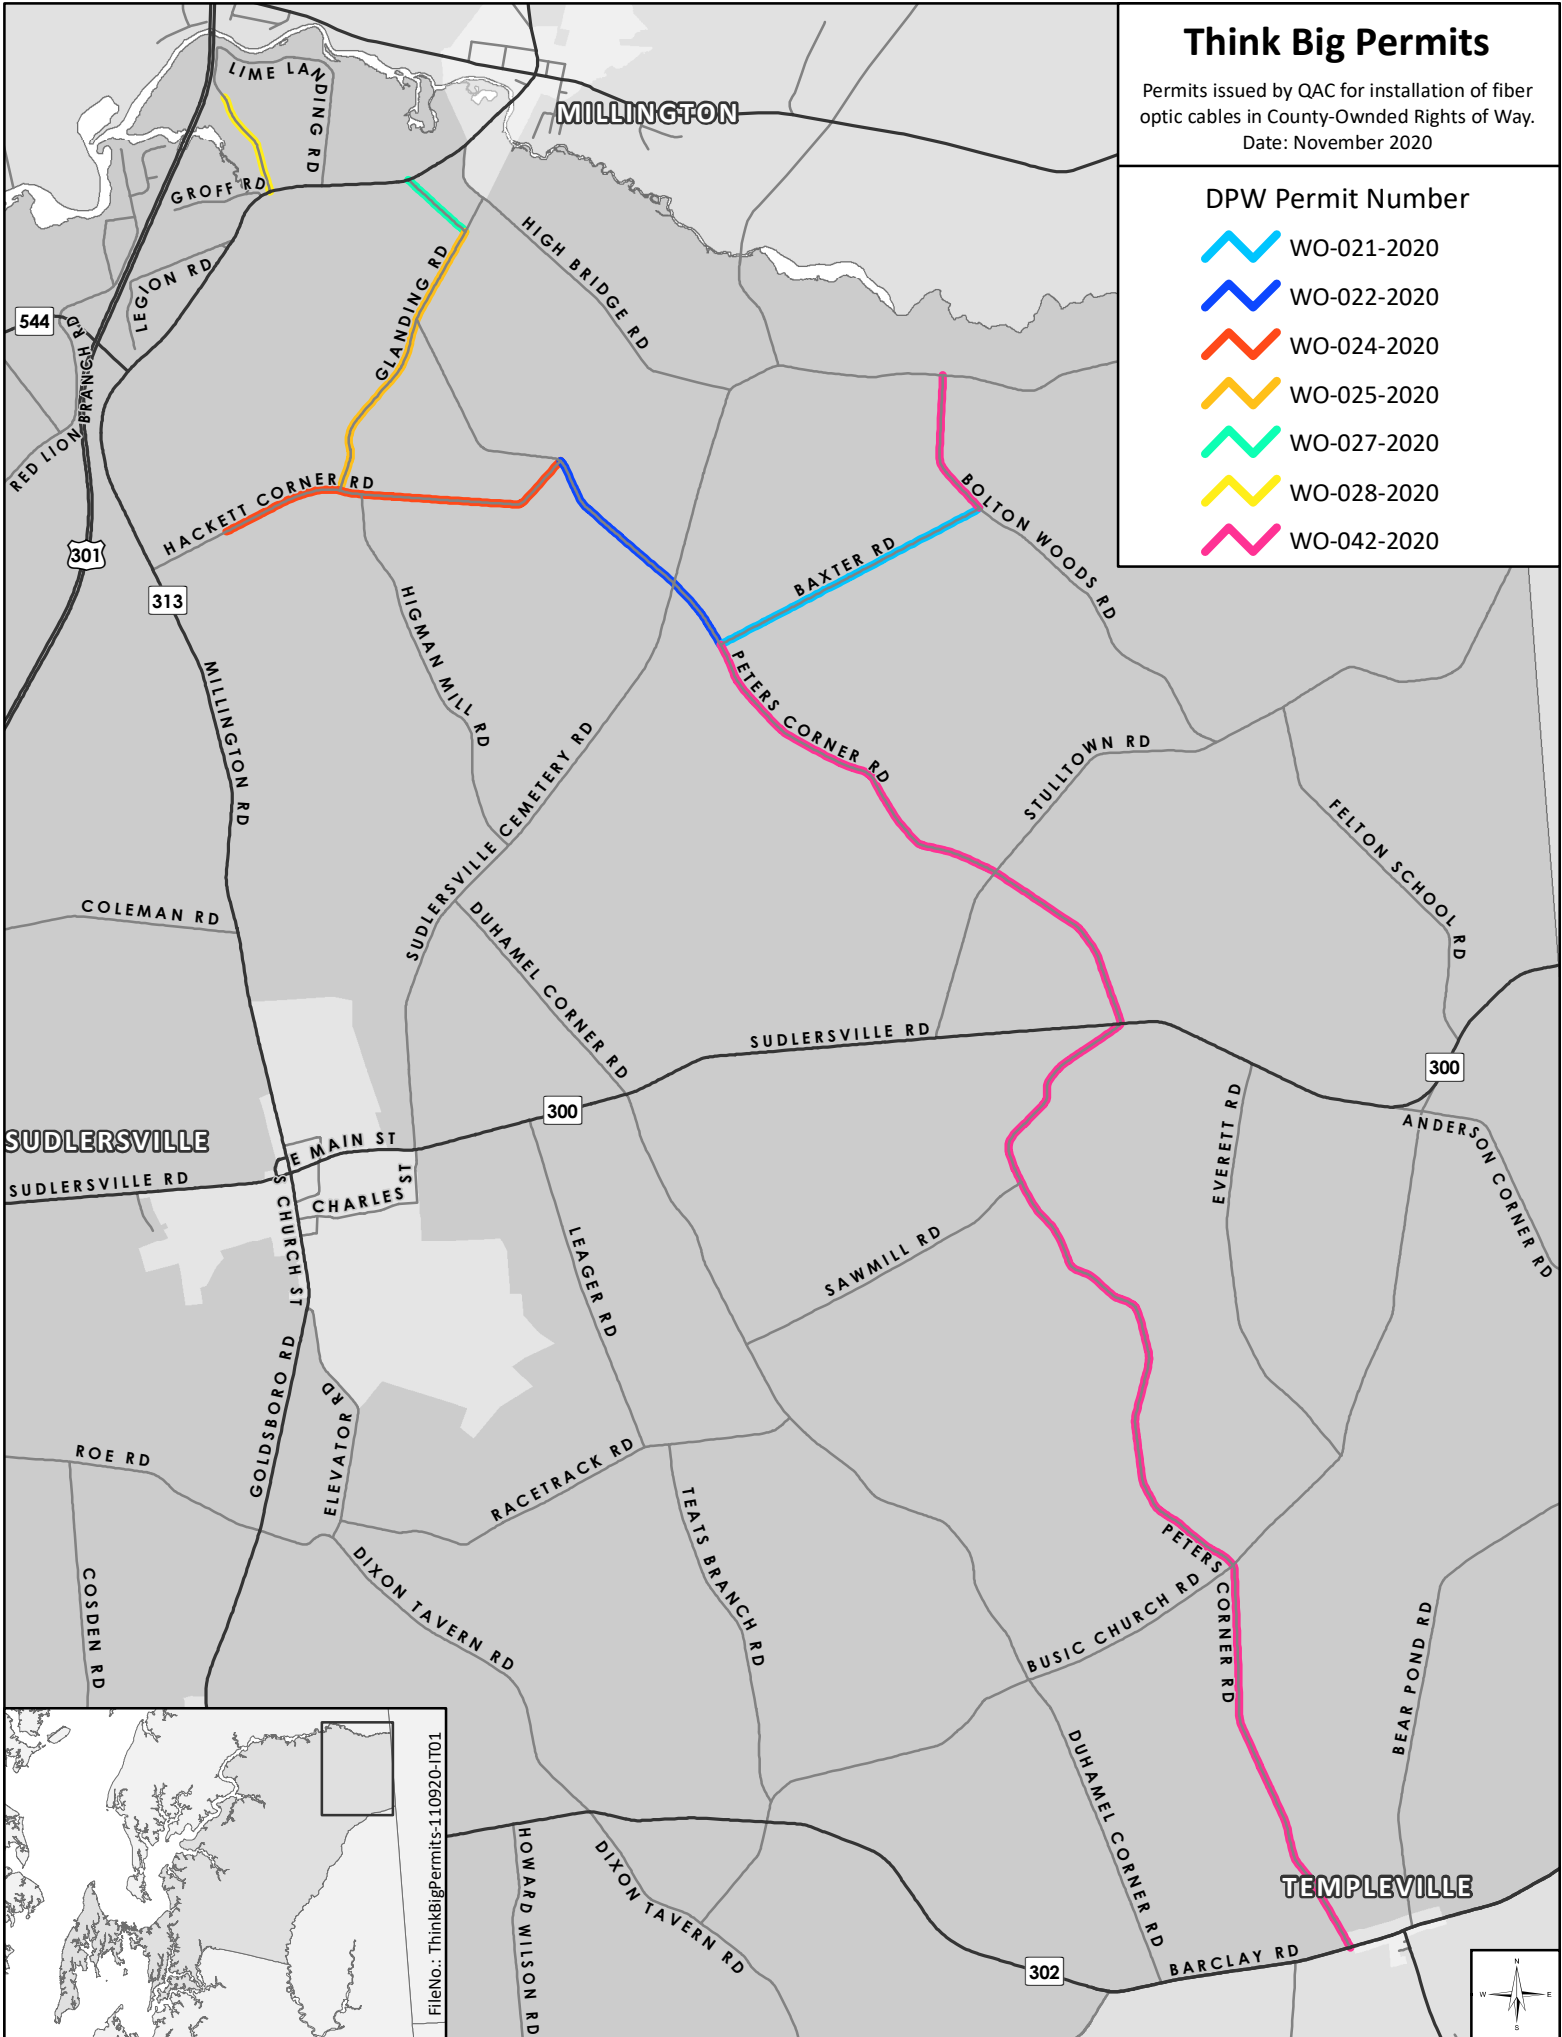 Think Big Permits
Permits issued by QAC for installation of fiber
optic cables in County-Ownded Rights of Way.
Date: November 2020
DPW Permit Number
WO-021-2020
WO-022-2020
WO-024-2020
WO-025-2020
WO-027-2020
WO-028-2020
WO-042-2020
LIME LANDING RD
MILLINGTON
GROFF RD
LEGION RD
HIGH BRIDGE RD
GLANDING RD
544
RED LION BRANCH RD
HACKETT CORNER RD
BOLTON WOODS RD
BAXTER RD
301
313
HIGMAN MILL RD
MILLINGTON RD
PETERS CORNER RD
STULLTOWN RD
SUDLERSVILLE CEMETERY RD
FELTON SCHOOL RD
COLEMAN RD
DUHAMEL CORNER RD
SUDLERSVILLE RD
300
300
SUDLERSVILLE
E MAIN ST
SUDLERSVILLE RD
CHARLES ST
S CHURCH ST
EVERETT RD
ANDERSON CORNER RD
LEAGER RD
SAWMILL RD
GOLDSBORO RD
ELEVATOR RD
ROE RD
RACETRACK RD
TEATS BRANCH RD
COSDEN RD
DIXON TAVERN RD
PETERS CORNER RD
BUSIC CHURCH RD
BEAR POND RD
DUHAMEL CORNER RD
HOWARD WILSON RD
DIXON TAVERN RD
TEMPLEVILLE
302
BARCLAY RD
FileNo.: ThinkBigPermits-110920-IT01
N
W
E
S